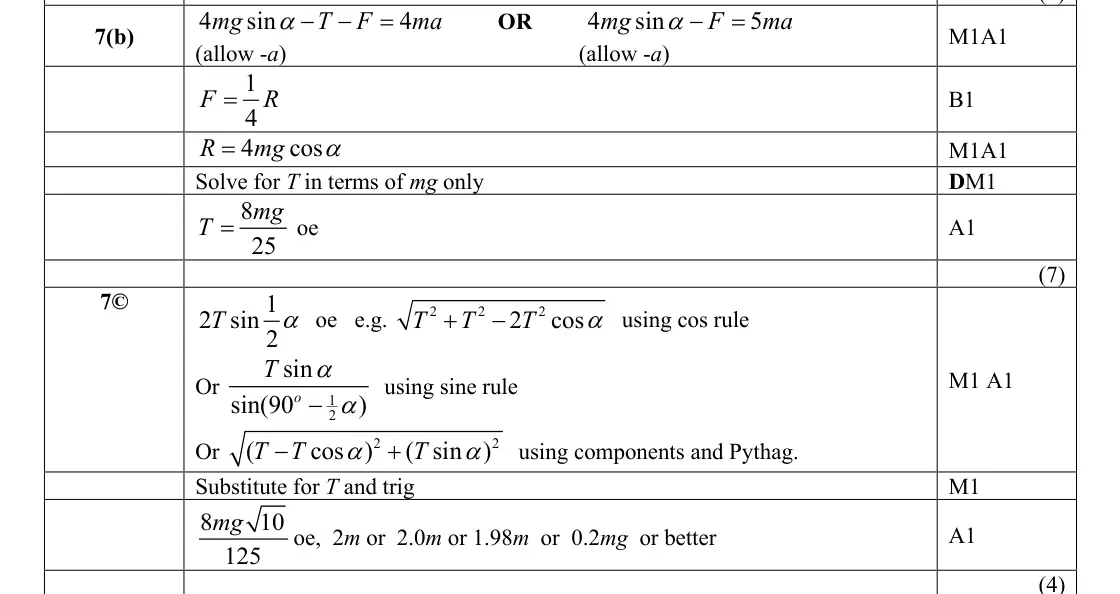 7(b) 4mg sin α − T − F = 4ma OR 4mg sin α − F = 5ma M1A1
(allow -a) (allow -a)
F = 1/4 R B1
R = 4mg cos α M1A1
Solve for T in terms of mg only DM1
T = 8mg/25 oe A1
(7)
7© 2T sin 1/2 α oe e.g. √(T² + T² − 2T² cos α) using cos rule
Or T sin α / sin(90° − ½α) using sine rule M1 A1
Or √((T − T cos α)² + (T sin α)²) using components and Pythag.
Substitute for T and trig M1
8mg√10/125 oe, 2m or 2.0m or 1.98m or 0.2mg or better A1
(4)